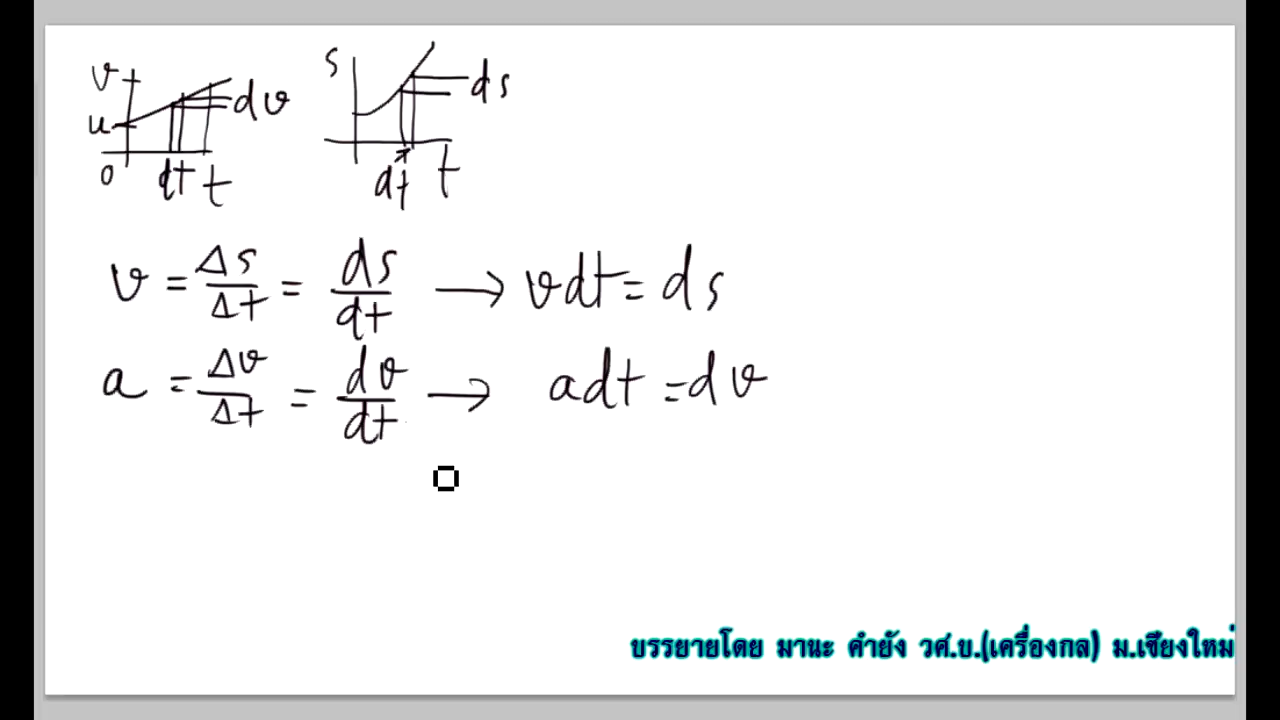 v s
u dv ds
0 dt t dt t
v = Δs/Δt = ds/dt → vdt = ds
a = Δv/Δt = dv/dt → adt = dv
บรรยายโดย มานะ คำยัง วศ.บ.(เครื่องกล) ม.เชียงใหม่